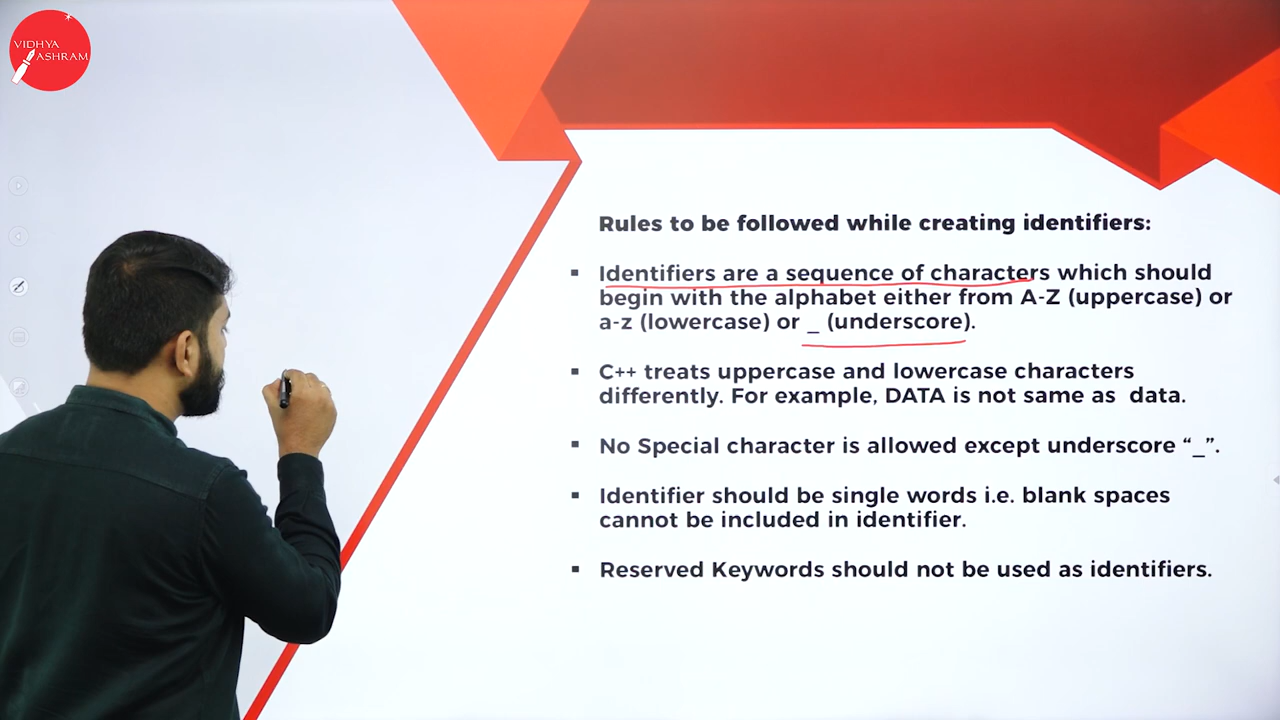 VIDHYA
ASHRAM
Rules to be followed while creating identifiers:
▪ Identifiers are a sequence of characters which should
begin with the alphabet either from A-Z (uppercase) or
a-z (lowercase) or _ (underscore).
▪ C++ treats uppercase and lowercase characters
differently. For example, DATA is not same as data.
▪ No Special character is allowed except underscore “_”.
▪ Identifier should be single words i.e. blank spaces
cannot be included in identifier.
▪ Reserved Keywords should not be used as identifiers.